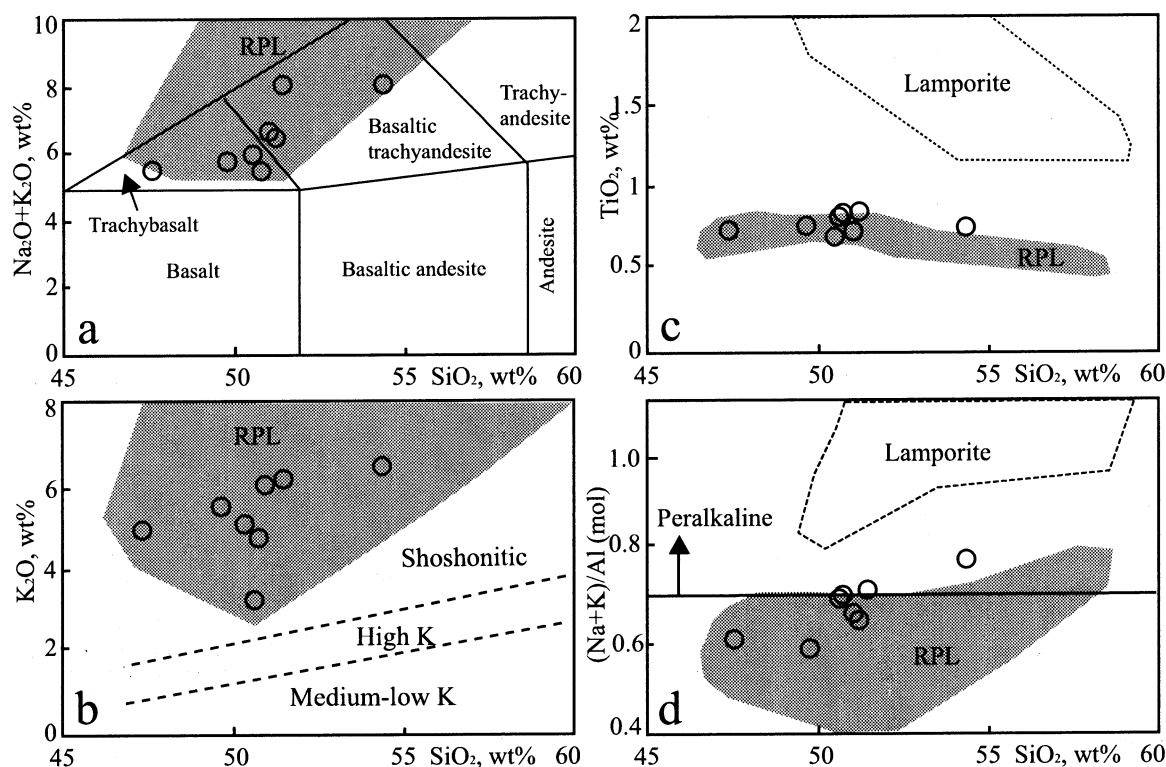 10
8
6
4
2
0
Na₂O+K₂O, wt%
RPL
Trachy-
andesite
Basaltic
trachyandesite
Trachybasalt
Basalt
Basaltic andesite
Andesite
a
45
50
55
SiO₂, wt%
60
2
1.5
1
0.5
0
TiO₂, wt%
Lamporite
RPL
c
45
50
55
SiO₂, wt%
60
8
6
4
2
0
K₂O, wt%
RPL
Shoshonitic
High K
Medium-low K
b
45
50
55
SiO₂, wt%
60
1.0
0.8
0.6
0.4
(Na+K)/Al (mol)
Lamporite
Peralkaline
RPL
d
45
50
55
SiO₂, wt%
60